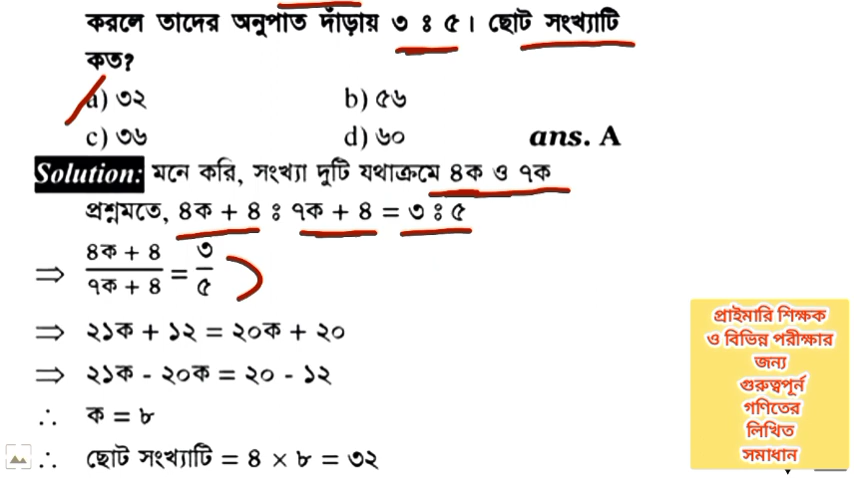 করলে তাদের অনুপাত দাঁড়ায় ৩ ঃ ৫। ছোট সংখ্যাটি
কত?
a) ৩২ b) ৫৬
c) ৩৬ d) ৬০ ans. A
Solution: মনে করি, সংখ্যা দুটি যথাক্রমে ৪ক ও ৭ক
প্রশ্নমতে, ৪ক + ৪ ঃ ৭ক + ৪ = ৩ ঃ ৫
⇒ ৪ক + ৪ / ৭ক + ৪ = ৩ / ৫
⇒ ২১ক + ১২ = ২০ক + ২০
⇒ ২১ক - ২০ক = ২০ - ১২
∴ ক = ৮
∴ ছোট সংখ্যাটি = ৪ × ৮ = ৩২
প্রাইমারি শিক্ষক
ও বিভিন্ন পরীক্ষার
জন্য
গুরুত্বপূর্ন
গণিতের
লিখিত
সমাধান